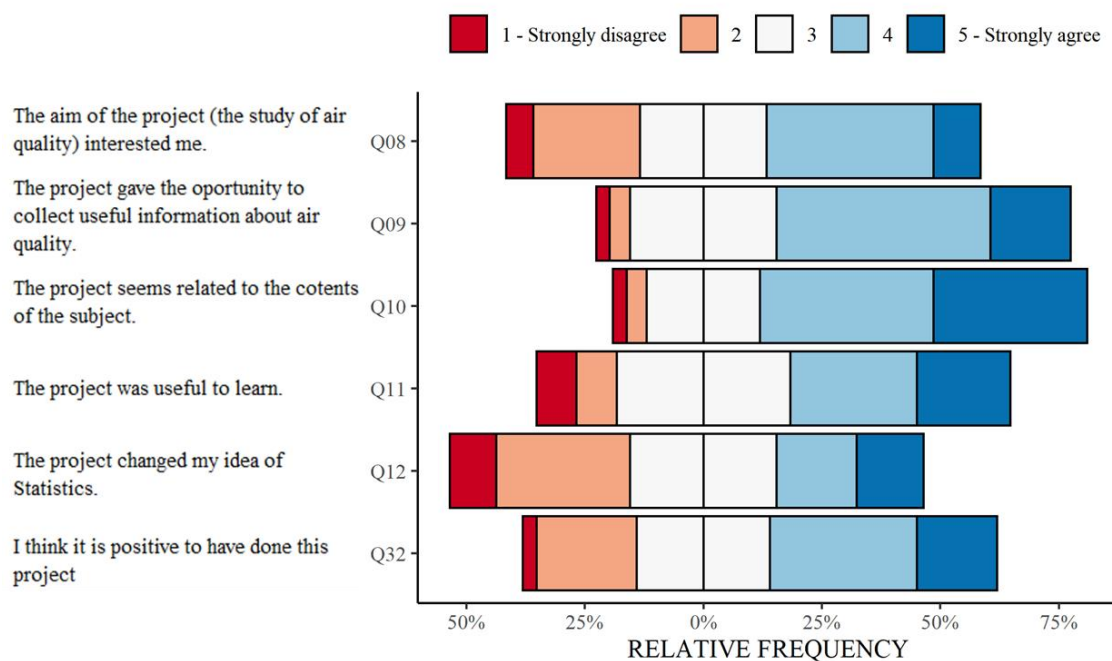 1 - Strongly disagree 2 3 4 5 - Strongly agree
The aim of the project (the study of air
quality) interested me.
Q08
The project gave the oportunity to
collect useful information about air
quality.
Q09
The project seems related to the cotents
of the subject.
Q10
The project was useful to learn.
Q11
The project changed my idea of
Statistics.
Q12
I think it is positive to have done this
project
Q32
50% 25% 0% 25% 50% 75%
RELATIVE FREQUENCY